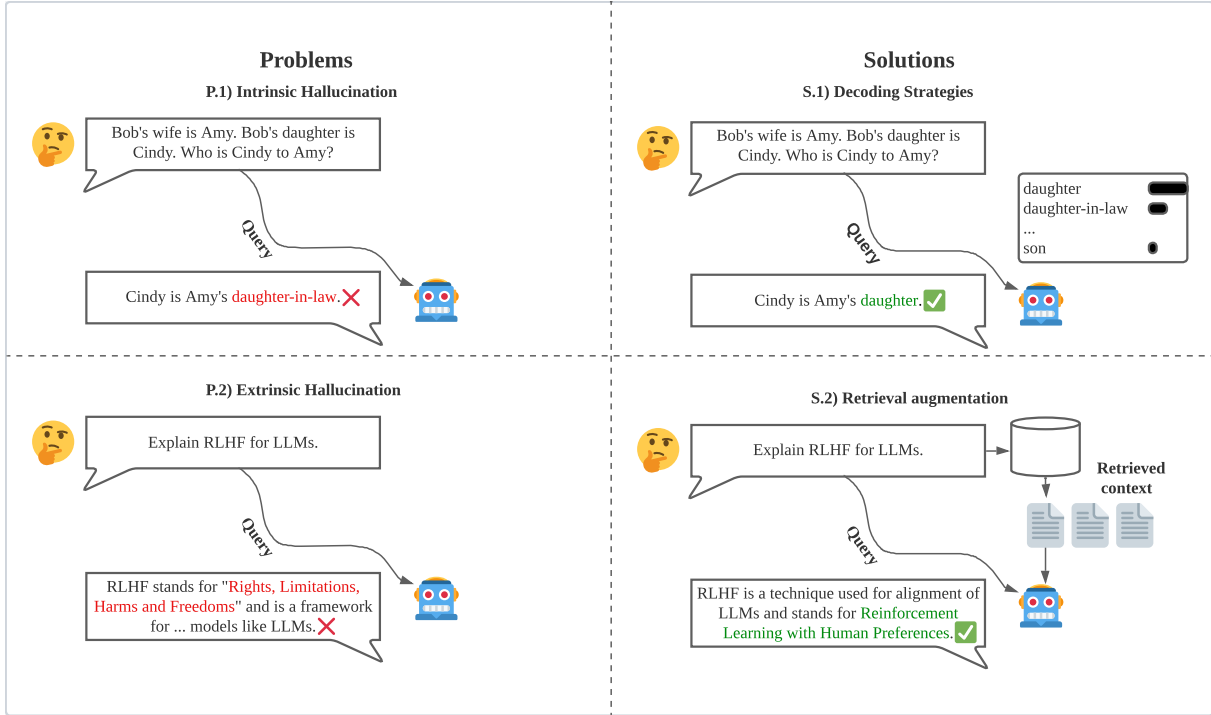 Problems
P.1) Intrinsic Hallucination
Bob's wife is Amy. Bob's daughter is
Cindy. Who is Cindy to Amy?
Query
Cindy is Amy's daughter-in-law.
Solutions
S.1) Decoding Strategies
Bob's wife is Amy. Bob's daughter is
Cindy. Who is Cindy to Amy?
daughter
daughter-in-law
...
son
Query
Cindy is Amy's daughter.
P.2) Extrinsic Hallucination
Explain RLHF for LLMs.
Query
RLHF stands for "Rights, Limitations,
Harms and Freedoms" and is a framework
for ... models like LLMs.
S.2) Retrieval augmentation
Explain RLHF for LLMs.
Retrieved
context
Query
RLHF is a technique used for alignment of
LLMs and stands for Reinforcement
Learning with Human Preferences.